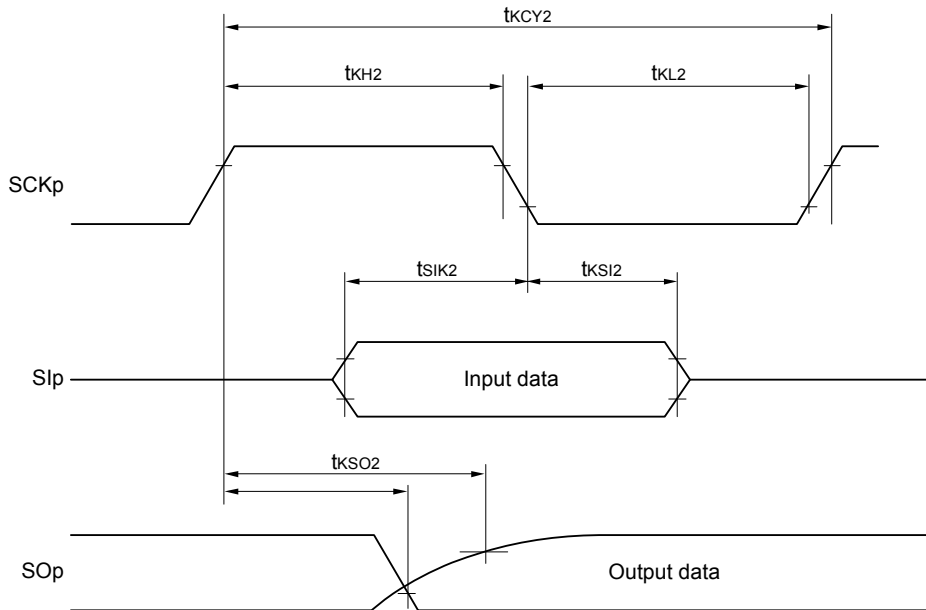 tKCY2
tKH2
tKL2
SCKp
tSIK2
tKSI2
SIp
Input data
tKSO2
SOp
Output data